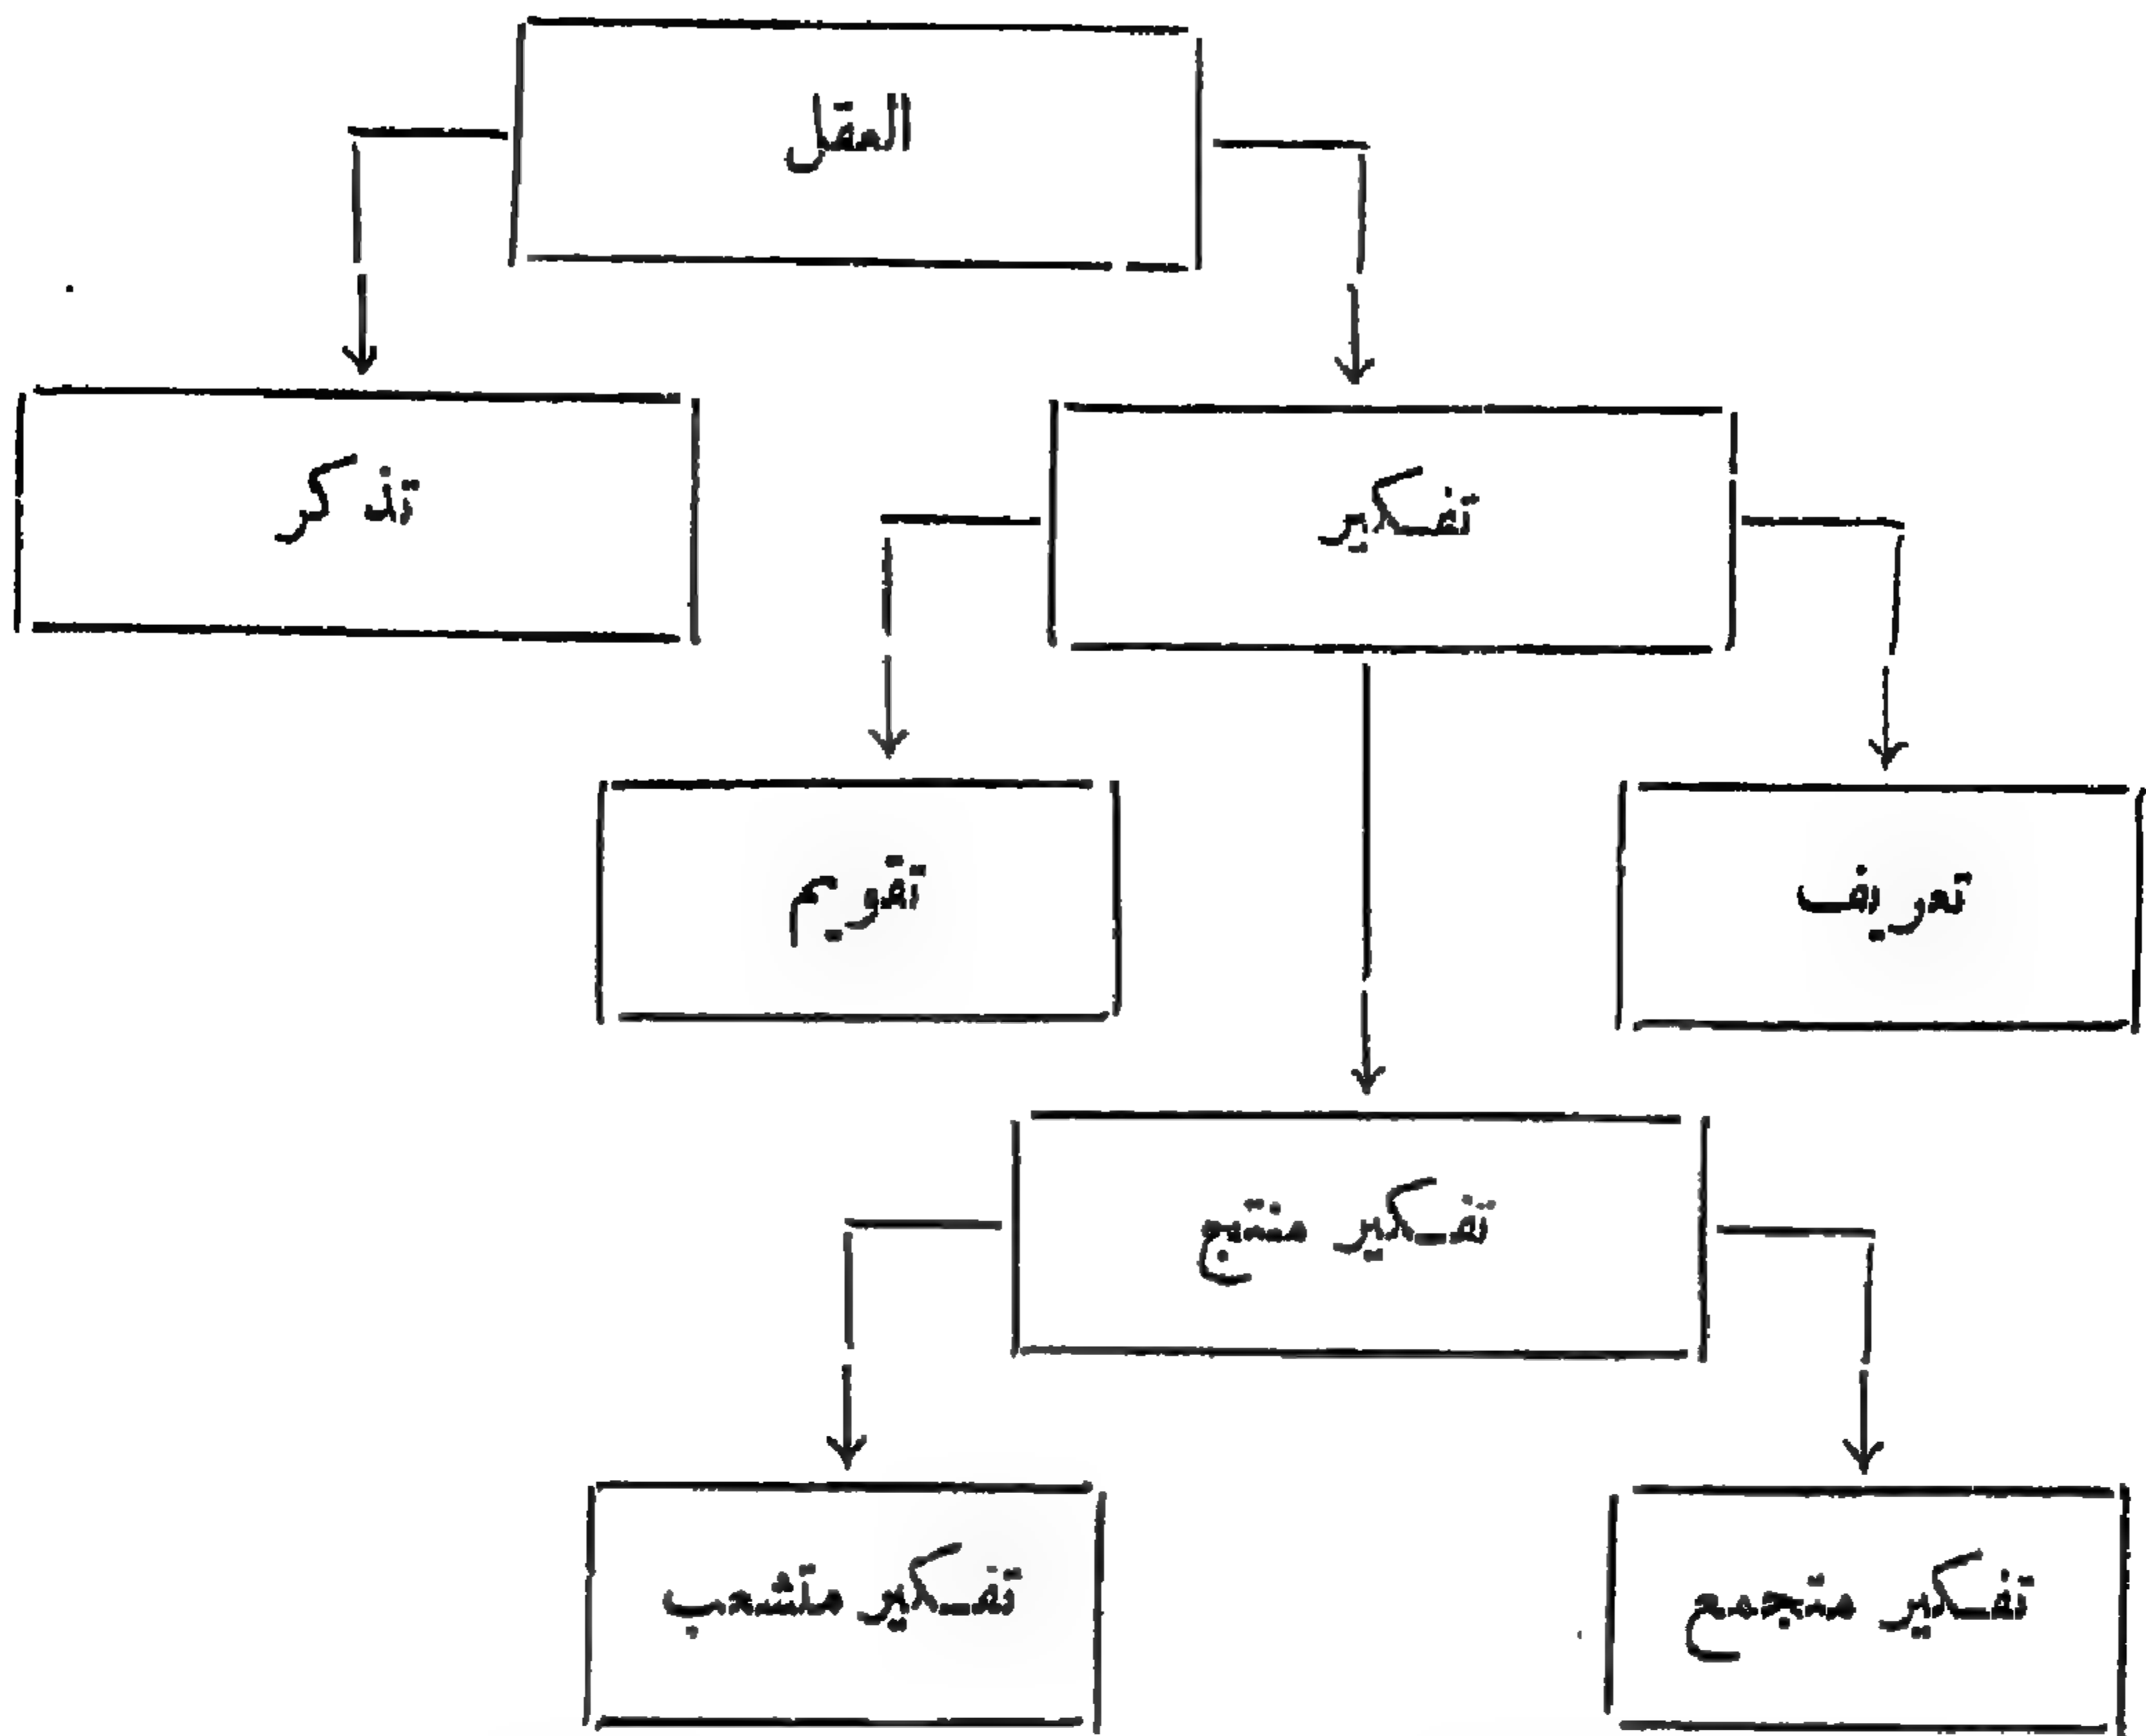 العقل
تفكير
تذكر
تعريف
تقويم
تفكير منتج
تفكير متجمع
تفكير متشعب